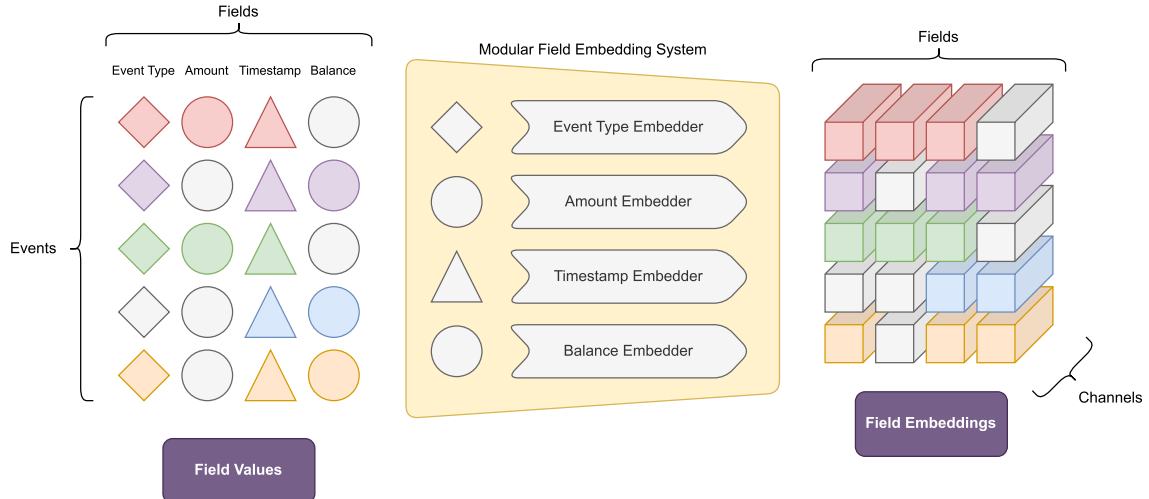 Fields
Event Type Amount Timestamp Balance
Events
Field Values
Modular Field Embedding System
Event Type Embedder
Amount Embedder
Timestamp Embedder
Balance Embedder
Fields
Channels
Field Embeddings